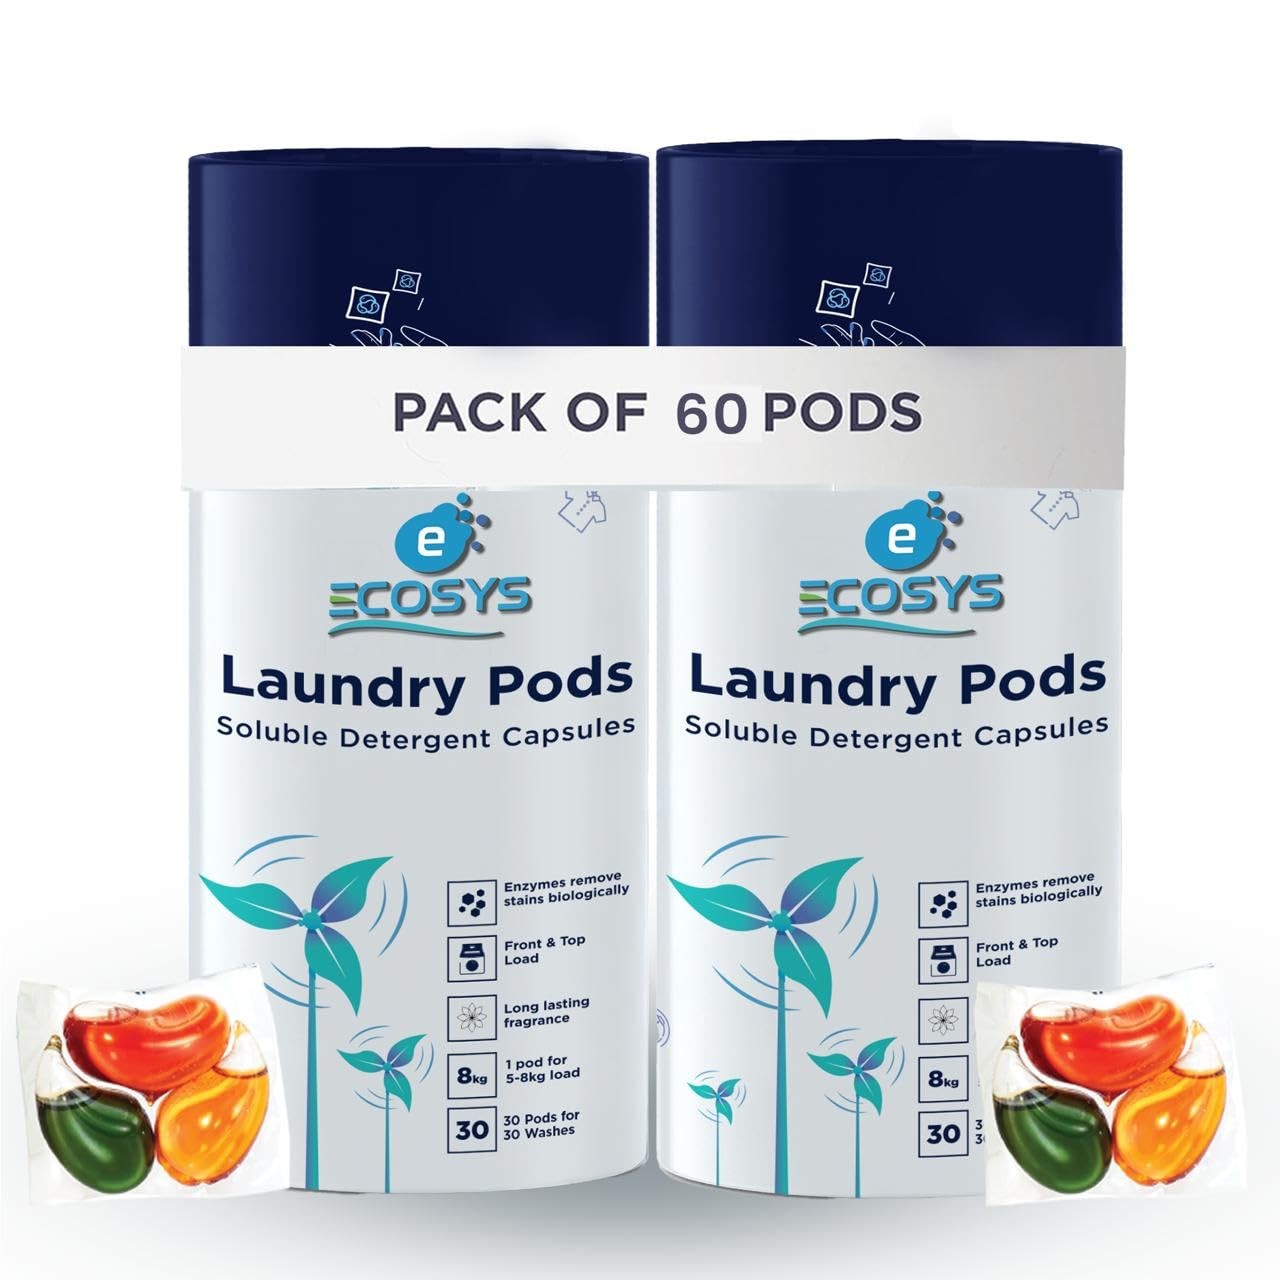 PACK OF 60 PODS
e
ECOSYS
Laundry Pods
Soluble Detergent Capsules
Enzymes remove
stains biologically
Front & Top
Load
Long lasting
fragrance
8kg
1 pod for
5-8kg load
30
30 Pods for
30 Washes
e
ECOSYS
Laundry Pods
Soluble Detergent Capsules
Enzymes remove
stains biologically
Front & Top
Load
8kg
30